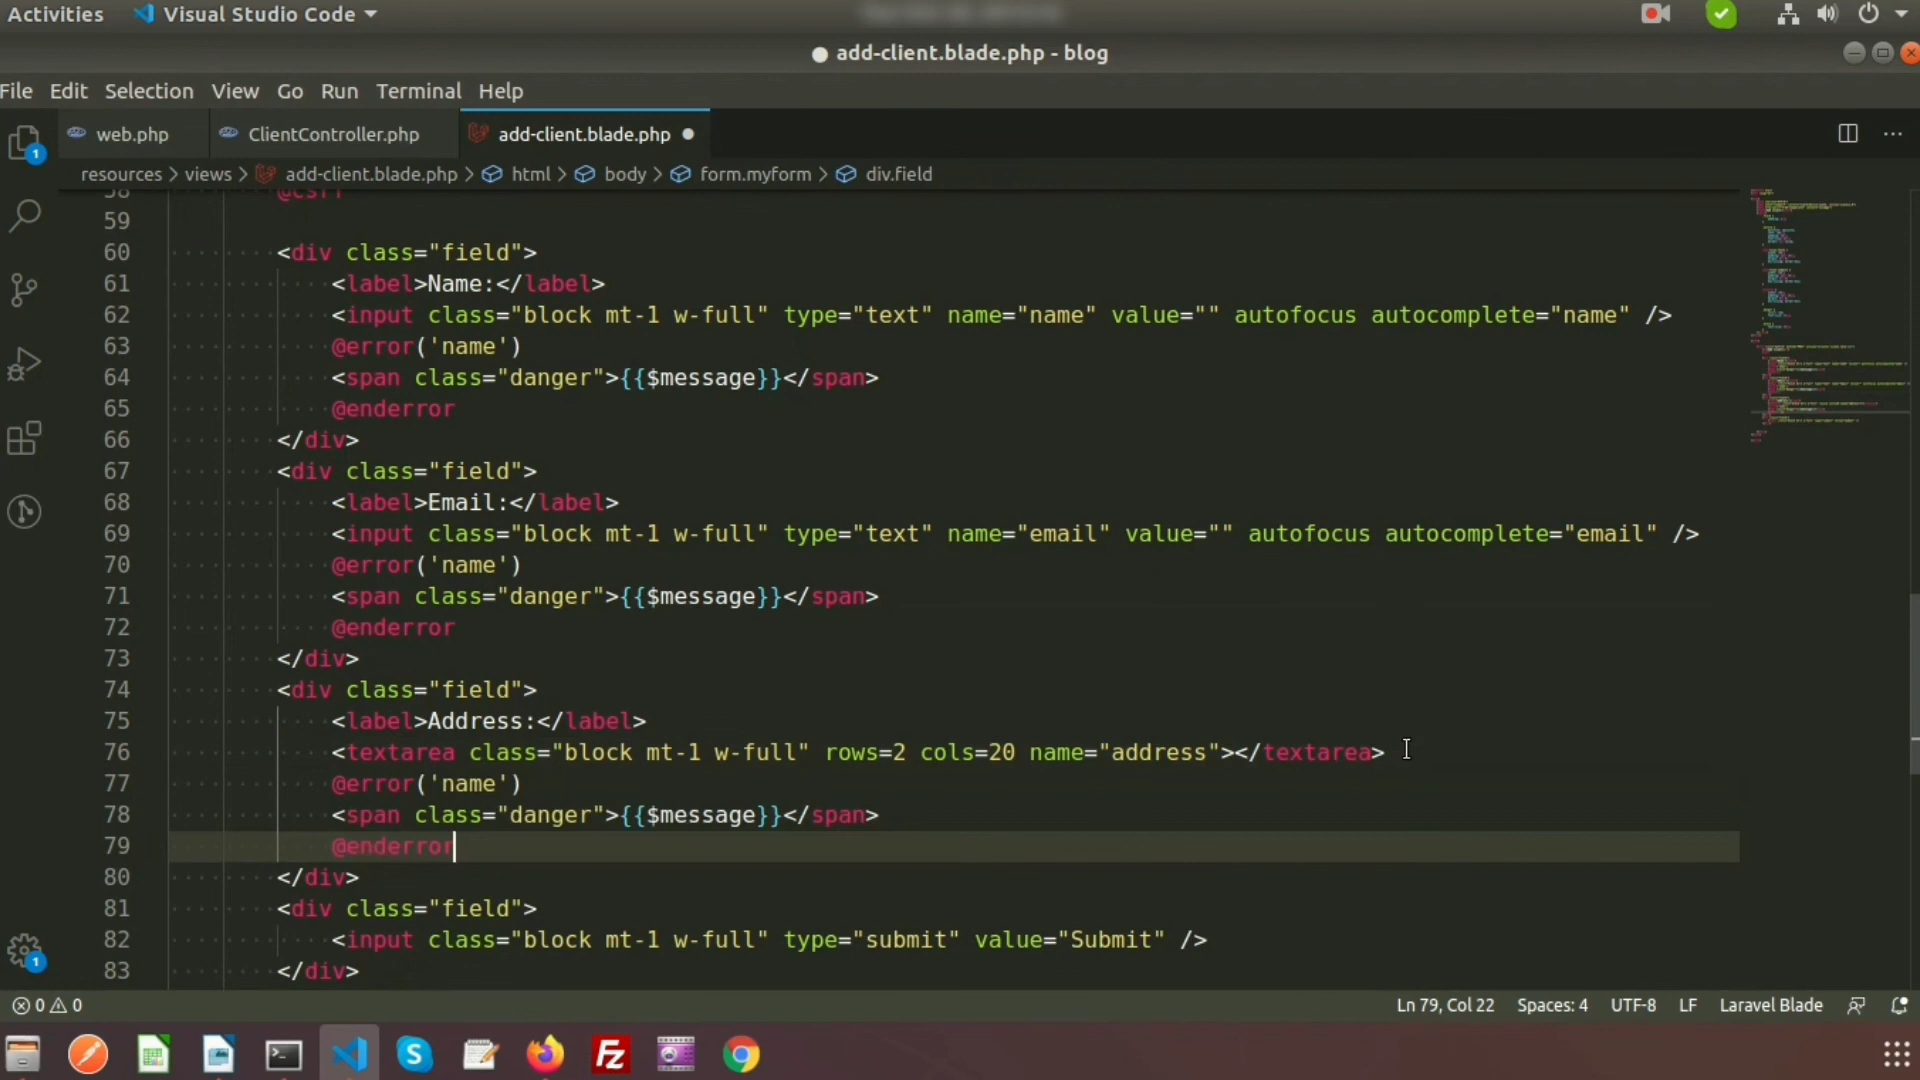 Activities Visual Studio Code
add-client.blade.php - blog
File Edit Selection View Go Run Terminal Help
web.php ClientController.php add-client.blade.php
resources > views > add-client.blade.php > html > body > form.myform > div.field
58 @csrf
59
60 <div class="field">
61 <label>Name:</label>
62 <input class="block mt-1 w-full" type="text" name="name" value="" autofocus autocomplete="name" />
63 @error('name')
64 <span class="danger">{{$message}}</span>
65 @enderror
66 </div>
67 <div class="field">
68 <label>Email:</label>
69 <input class="block mt-1 w-full" type="text" name="email" value="" autofocus autocomplete="email" />
70 @error('name')
71 <span class="danger">{{$message}}</span>
72 @enderror
73 </div>
74 <div class="field">
75 <label>Address:</label>
76 <textarea class="block mt-1 w-full" rows=2 cols=20 name="address"></textarea>
77 @error('name')
78 <span class="danger">{{$message}}</span>
79 @enderror
80 </div>
81 <div class="field">
82 <input class="block mt-1 w-full" type="submit" value="Submit" />
83 </div>
1
1
0 0 Ln 79, Col 22 Spaces: 4 UTF-8 LF Laravel Blade
S Fz